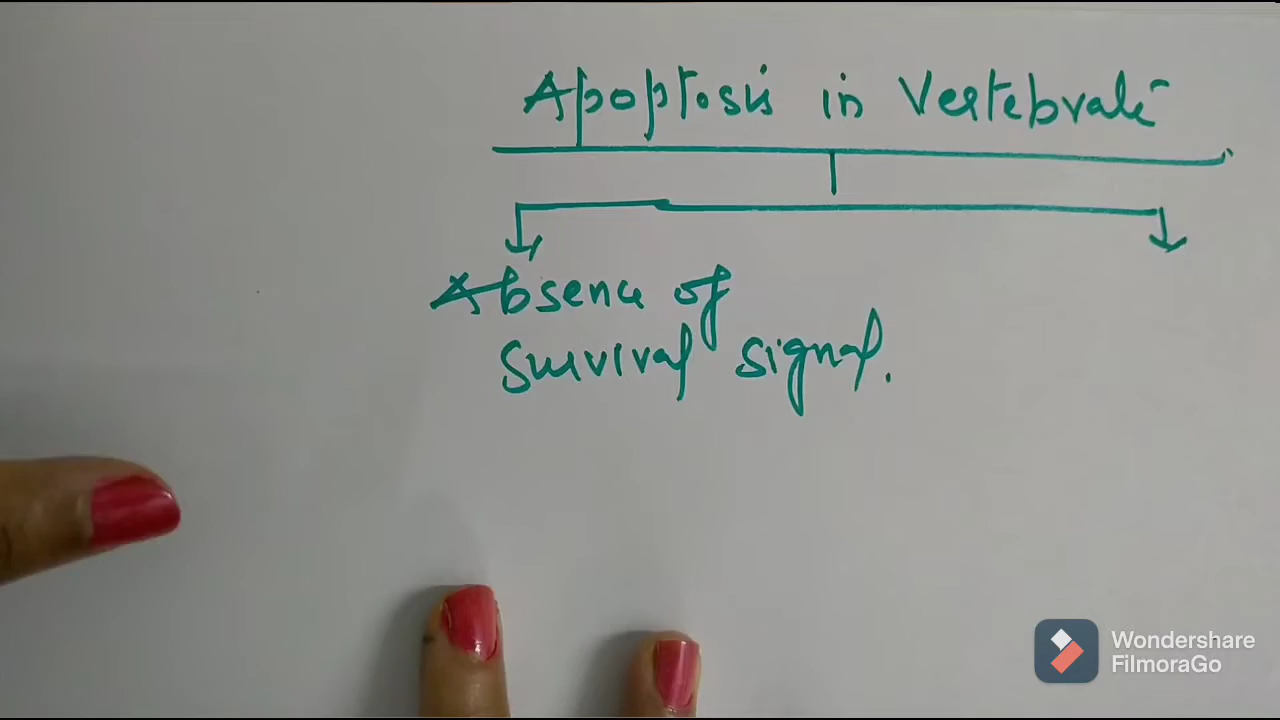 Apoptosis in Vertebrate
Absence of
survival signal.
Wondershare
FilmoraGo